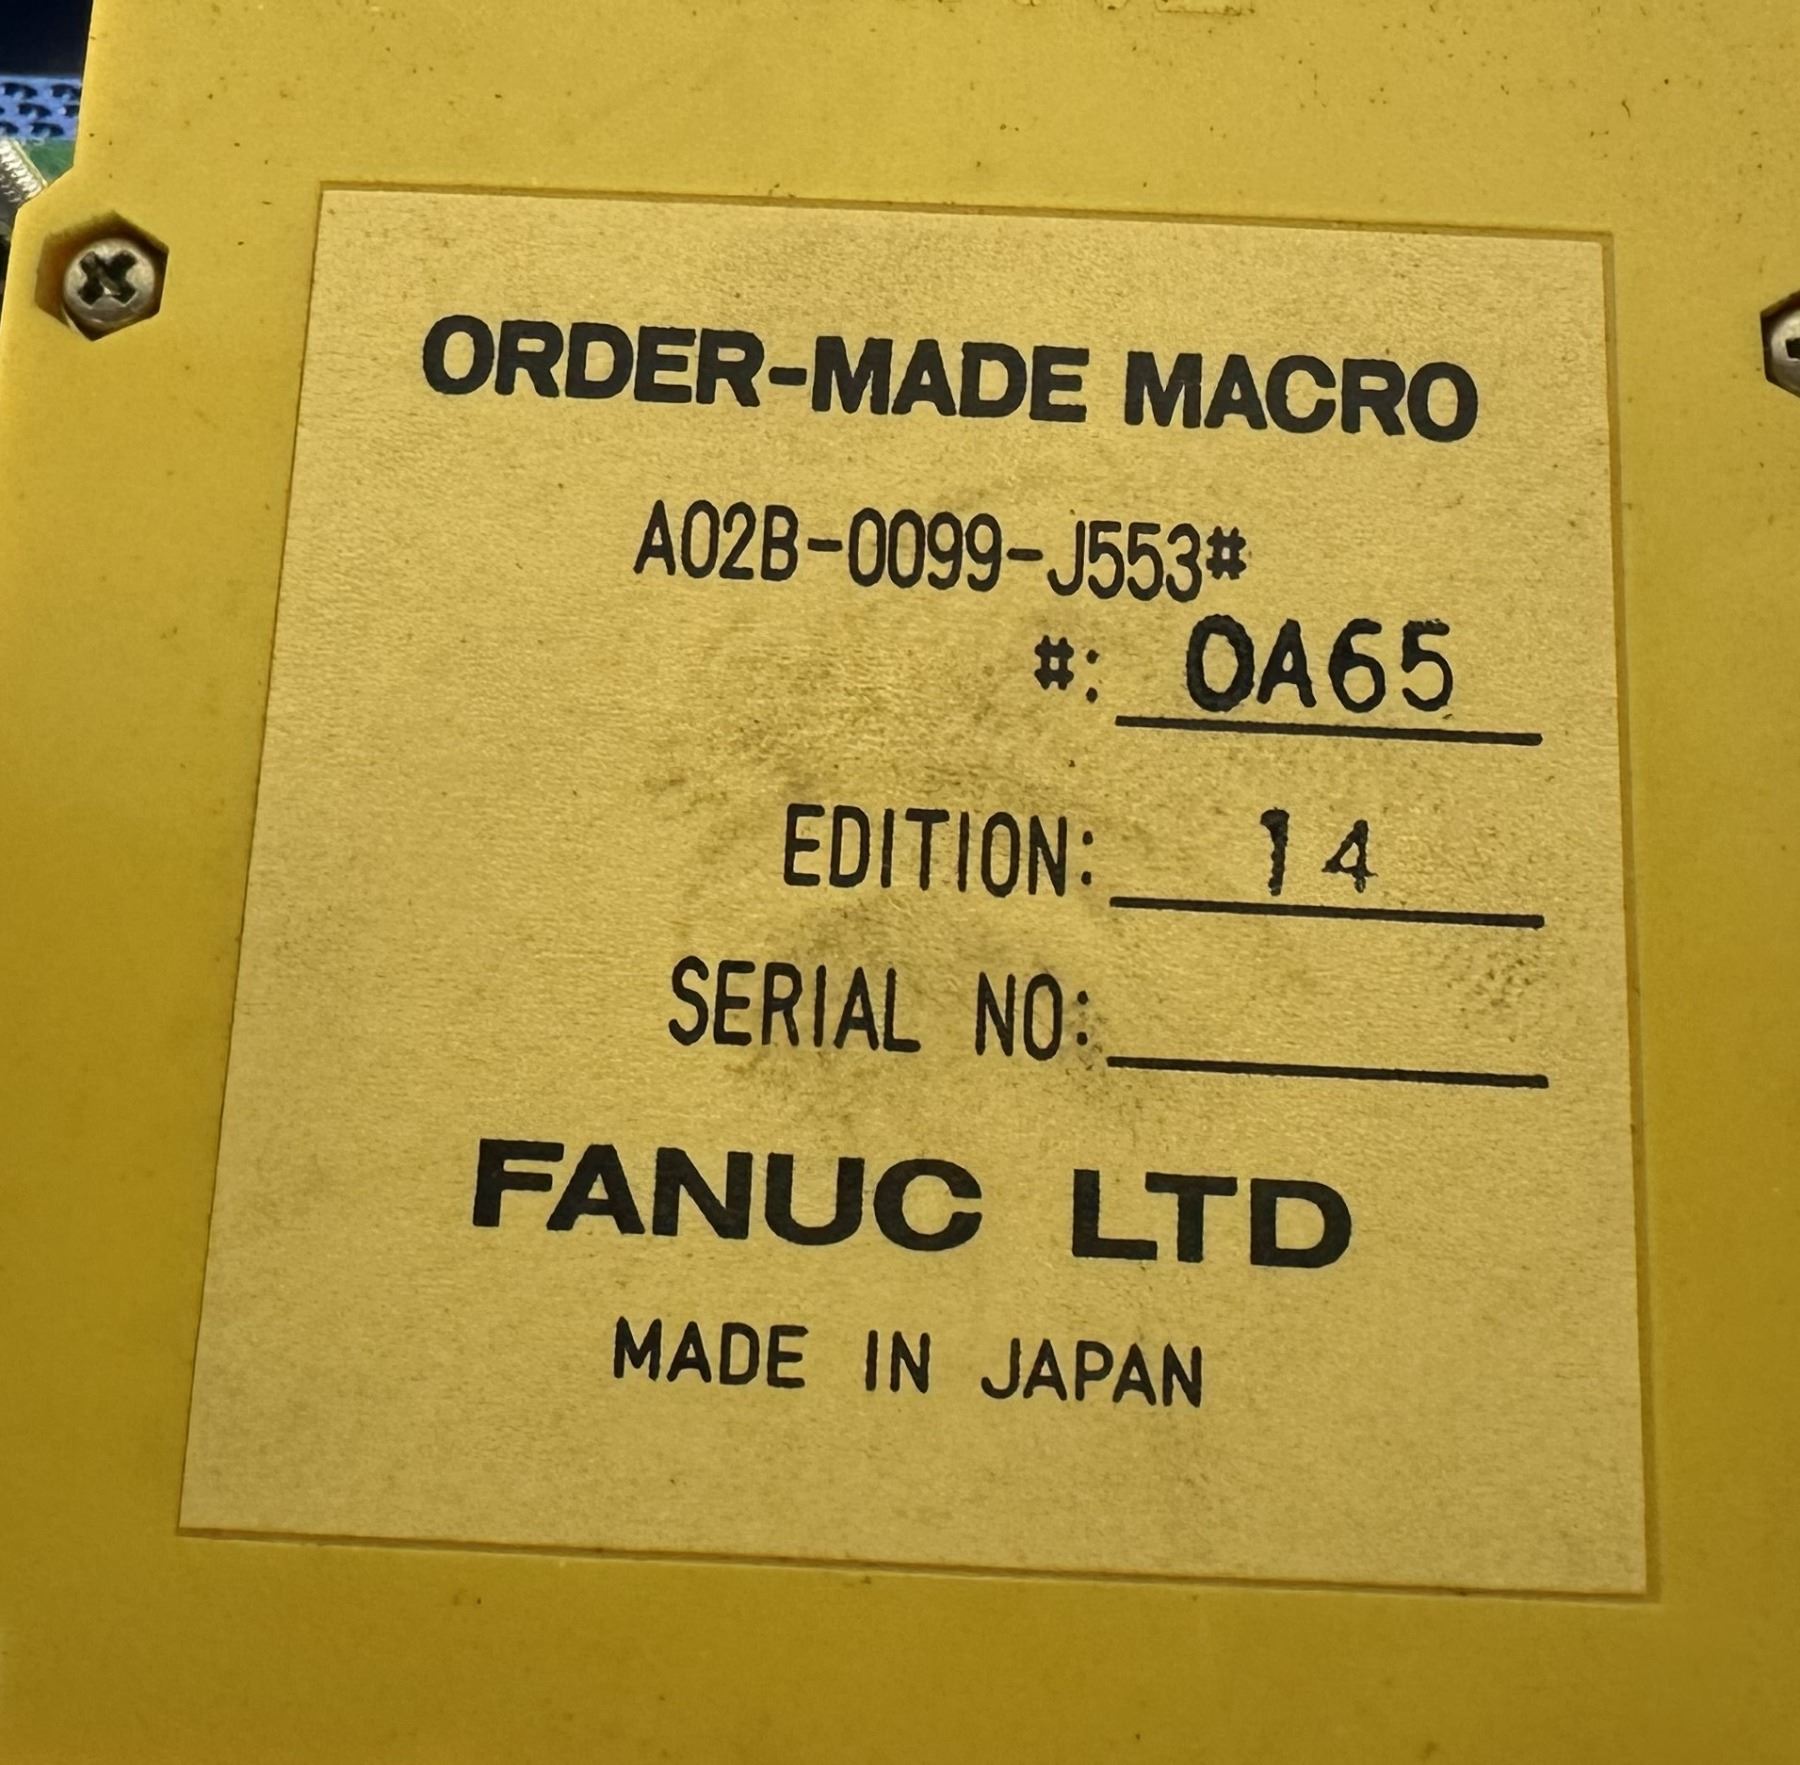 ORDER-MADE MACRO
A02B-0099-J553#
#: 0A65
EDITION: 14
SERIAL NO:
FANUC LTD
MADE IN JAPAN